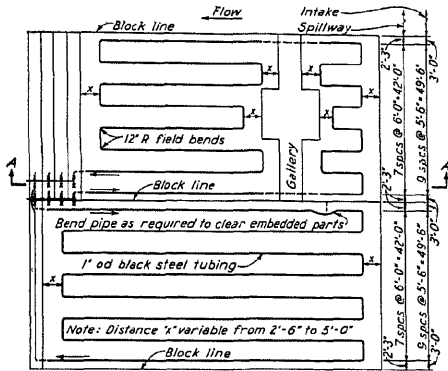 Flow
Intake
Spillway
Block line
2'-3"
3'-0"
x
x
x
x
x
7 spcs @ 6'-0"=42'-0"
9 spcs @ 5'-6"=49'-6"
12" R field bends
Gallery
A
A
Block line
2'-3"
3'-0"
Bend pipe as required to clear embedded parts
1" od black steel tubing
x
x
7 spcs @ 6'-0"=42'-0"
9 spcs @ 5'-6"=49'-6"
Note: Distance "x" variable from 2'-6" to 5'-0"
Block line
2'-3"
3'-0"